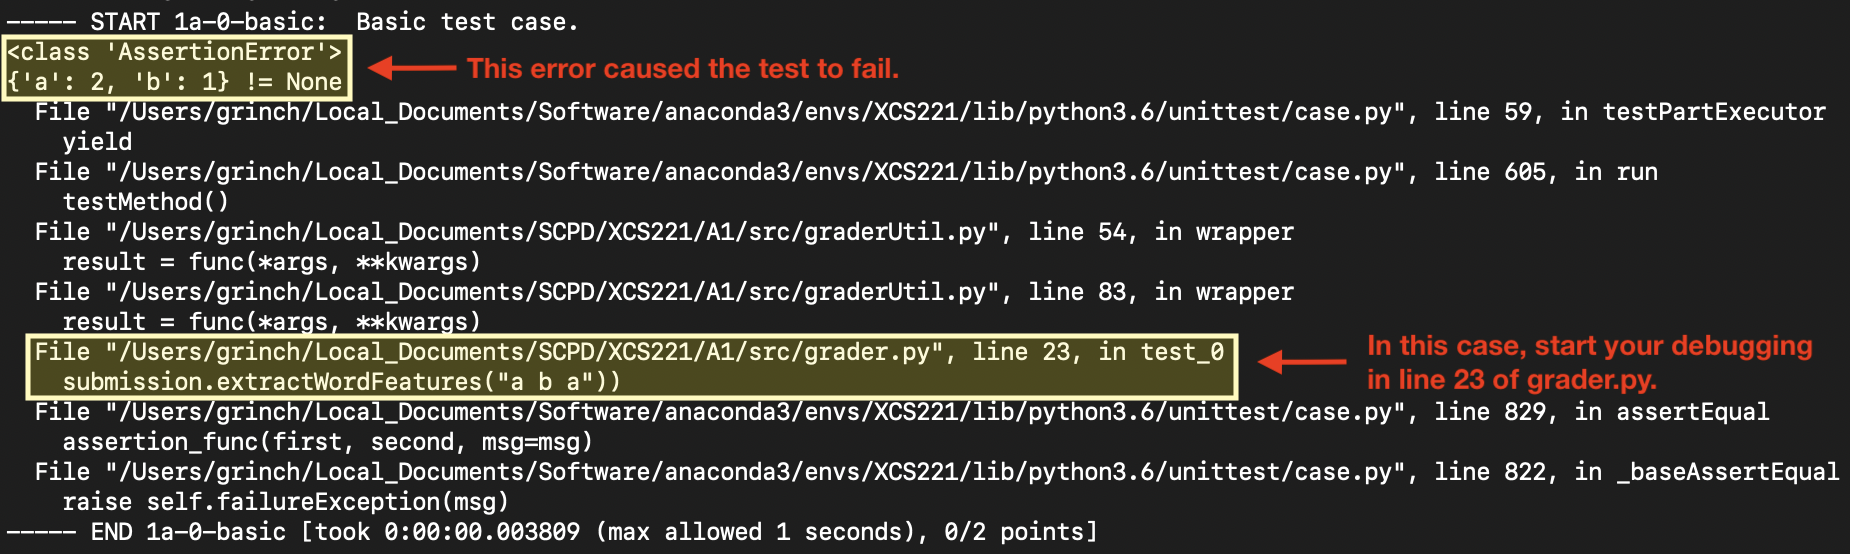 ----- START 1a-0-basic:  Basic test case.
<class 'AssertionError'>
{'a': 2, 'b': 1} != None
This error caused the test to fail.
  File "/Users/grinch/Local_Documents/Software/anaconda3/envs/XCS221/lib/python3.6/unittest/case.py", line 59, in testPartExecutor
    yield
  File "/Users/grinch/Local_Documents/Software/anaconda3/envs/XCS221/lib/python3.6/unittest/case.py", line 605, in run
    testMethod()
  File "/Users/grinch/Local_Documents/SCPD/XCS221/A1/src/graderUtil.py", line 54, in wrapper
    result = func(*args, **kwargs)
  File "/Users/grinch/Local_Documents/SCPD/XCS221/A1/src/graderUtil.py", line 83, in wrapper
    result = func(*args, **kwargs)
  File "/Users/grinch/Local_Documents/SCPD/XCS221/A1/src/grader.py", line 23, in test_0
    submission.extractWordFeatures("a b a"))
In this case, start your debugging
in line 23 of grader.py.
  File "/Users/grinch/Local_Documents/Software/anaconda3/envs/XCS221/lib/python3.6/unittest/case.py", line 829, in assertEqual
    assertion_func(first, second, msg=msg)
  File "/Users/grinch/Local_Documents/Software/anaconda3/envs/XCS221/lib/python3.6/unittest/case.py", line 822, in _baseAssertEqual
    raise self.failureException(msg)
----- END 1a-0-basic [took 0:00:00.003809 (max allowed 1 seconds), 0/2 points]